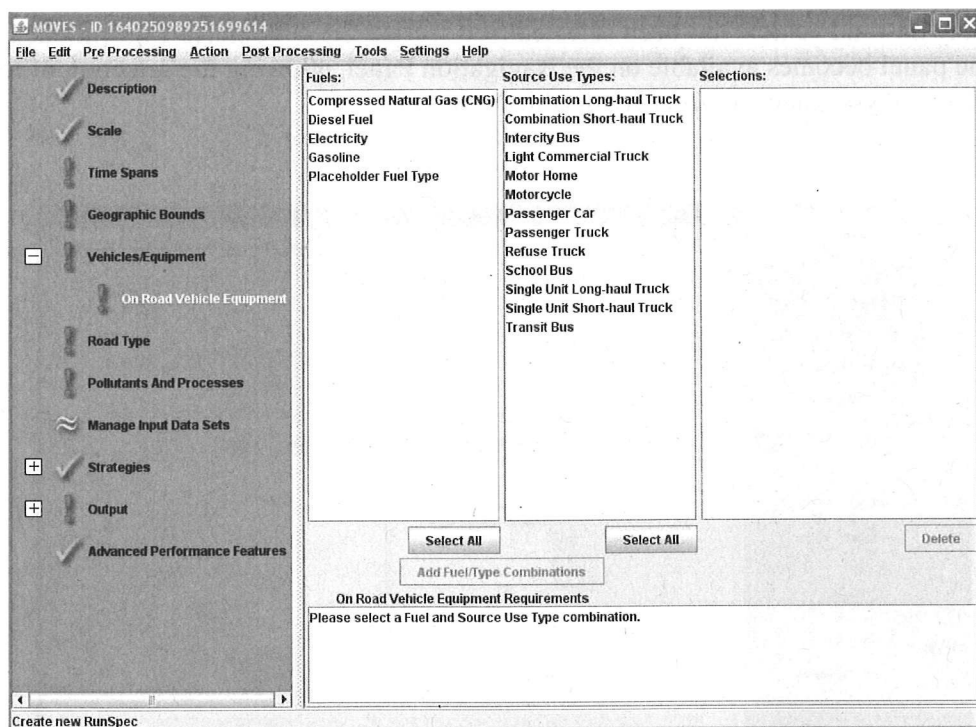 MOVES - ID 1640250989251699614
File Edit Pre Processing Action Post Processing Tools Settings Help
Description
Scale
Time Spans
Geographic Bounds
Vehicles/Equipment
On Road Vehicle Equipment
Road Type
Pollutants And Processes
Manage Input Data Sets
Strategies
Output
Advanced Performance Features
Fuels:
Compressed Natural Gas (CNG)
Diesel Fuel
Electricity
Gasoline
Placeholder Fuel Type
Select All
Source Use Types:
Combination Long-haul Truck
Combination Short-haul Truck
Intercity Bus
Light Commercial Truck
Motor Home
Motorcycle
Passenger Car
Passenger Truck
Refuse Truck
School Bus
Single Unit Long-haul Truck
Single Unit Short-haul Truck
Transit Bus
Select All
Selections:
Delete
Add Fuel/Type Combinations
On Road Vehicle Equipment Requirements
Please select a Fuel and Source Use Type combination.
Create new RunSpec